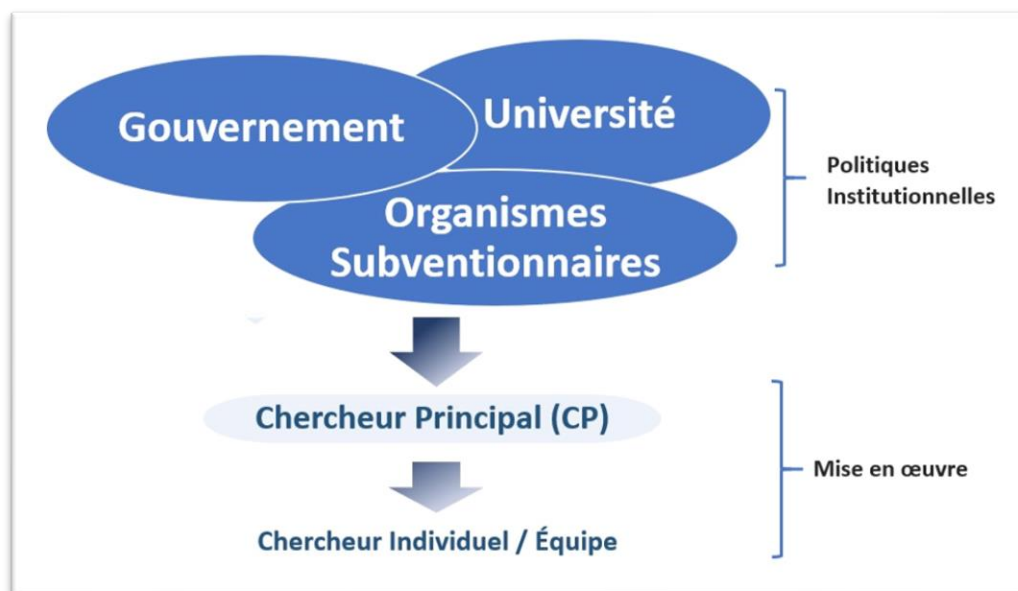 Gouvernement
Université
Organismes
Subventionnaires
Politiques
Institutionnelles
Chercheur Principal (CP)
Mise en œuvre
Chercheur Individuel / Équipe